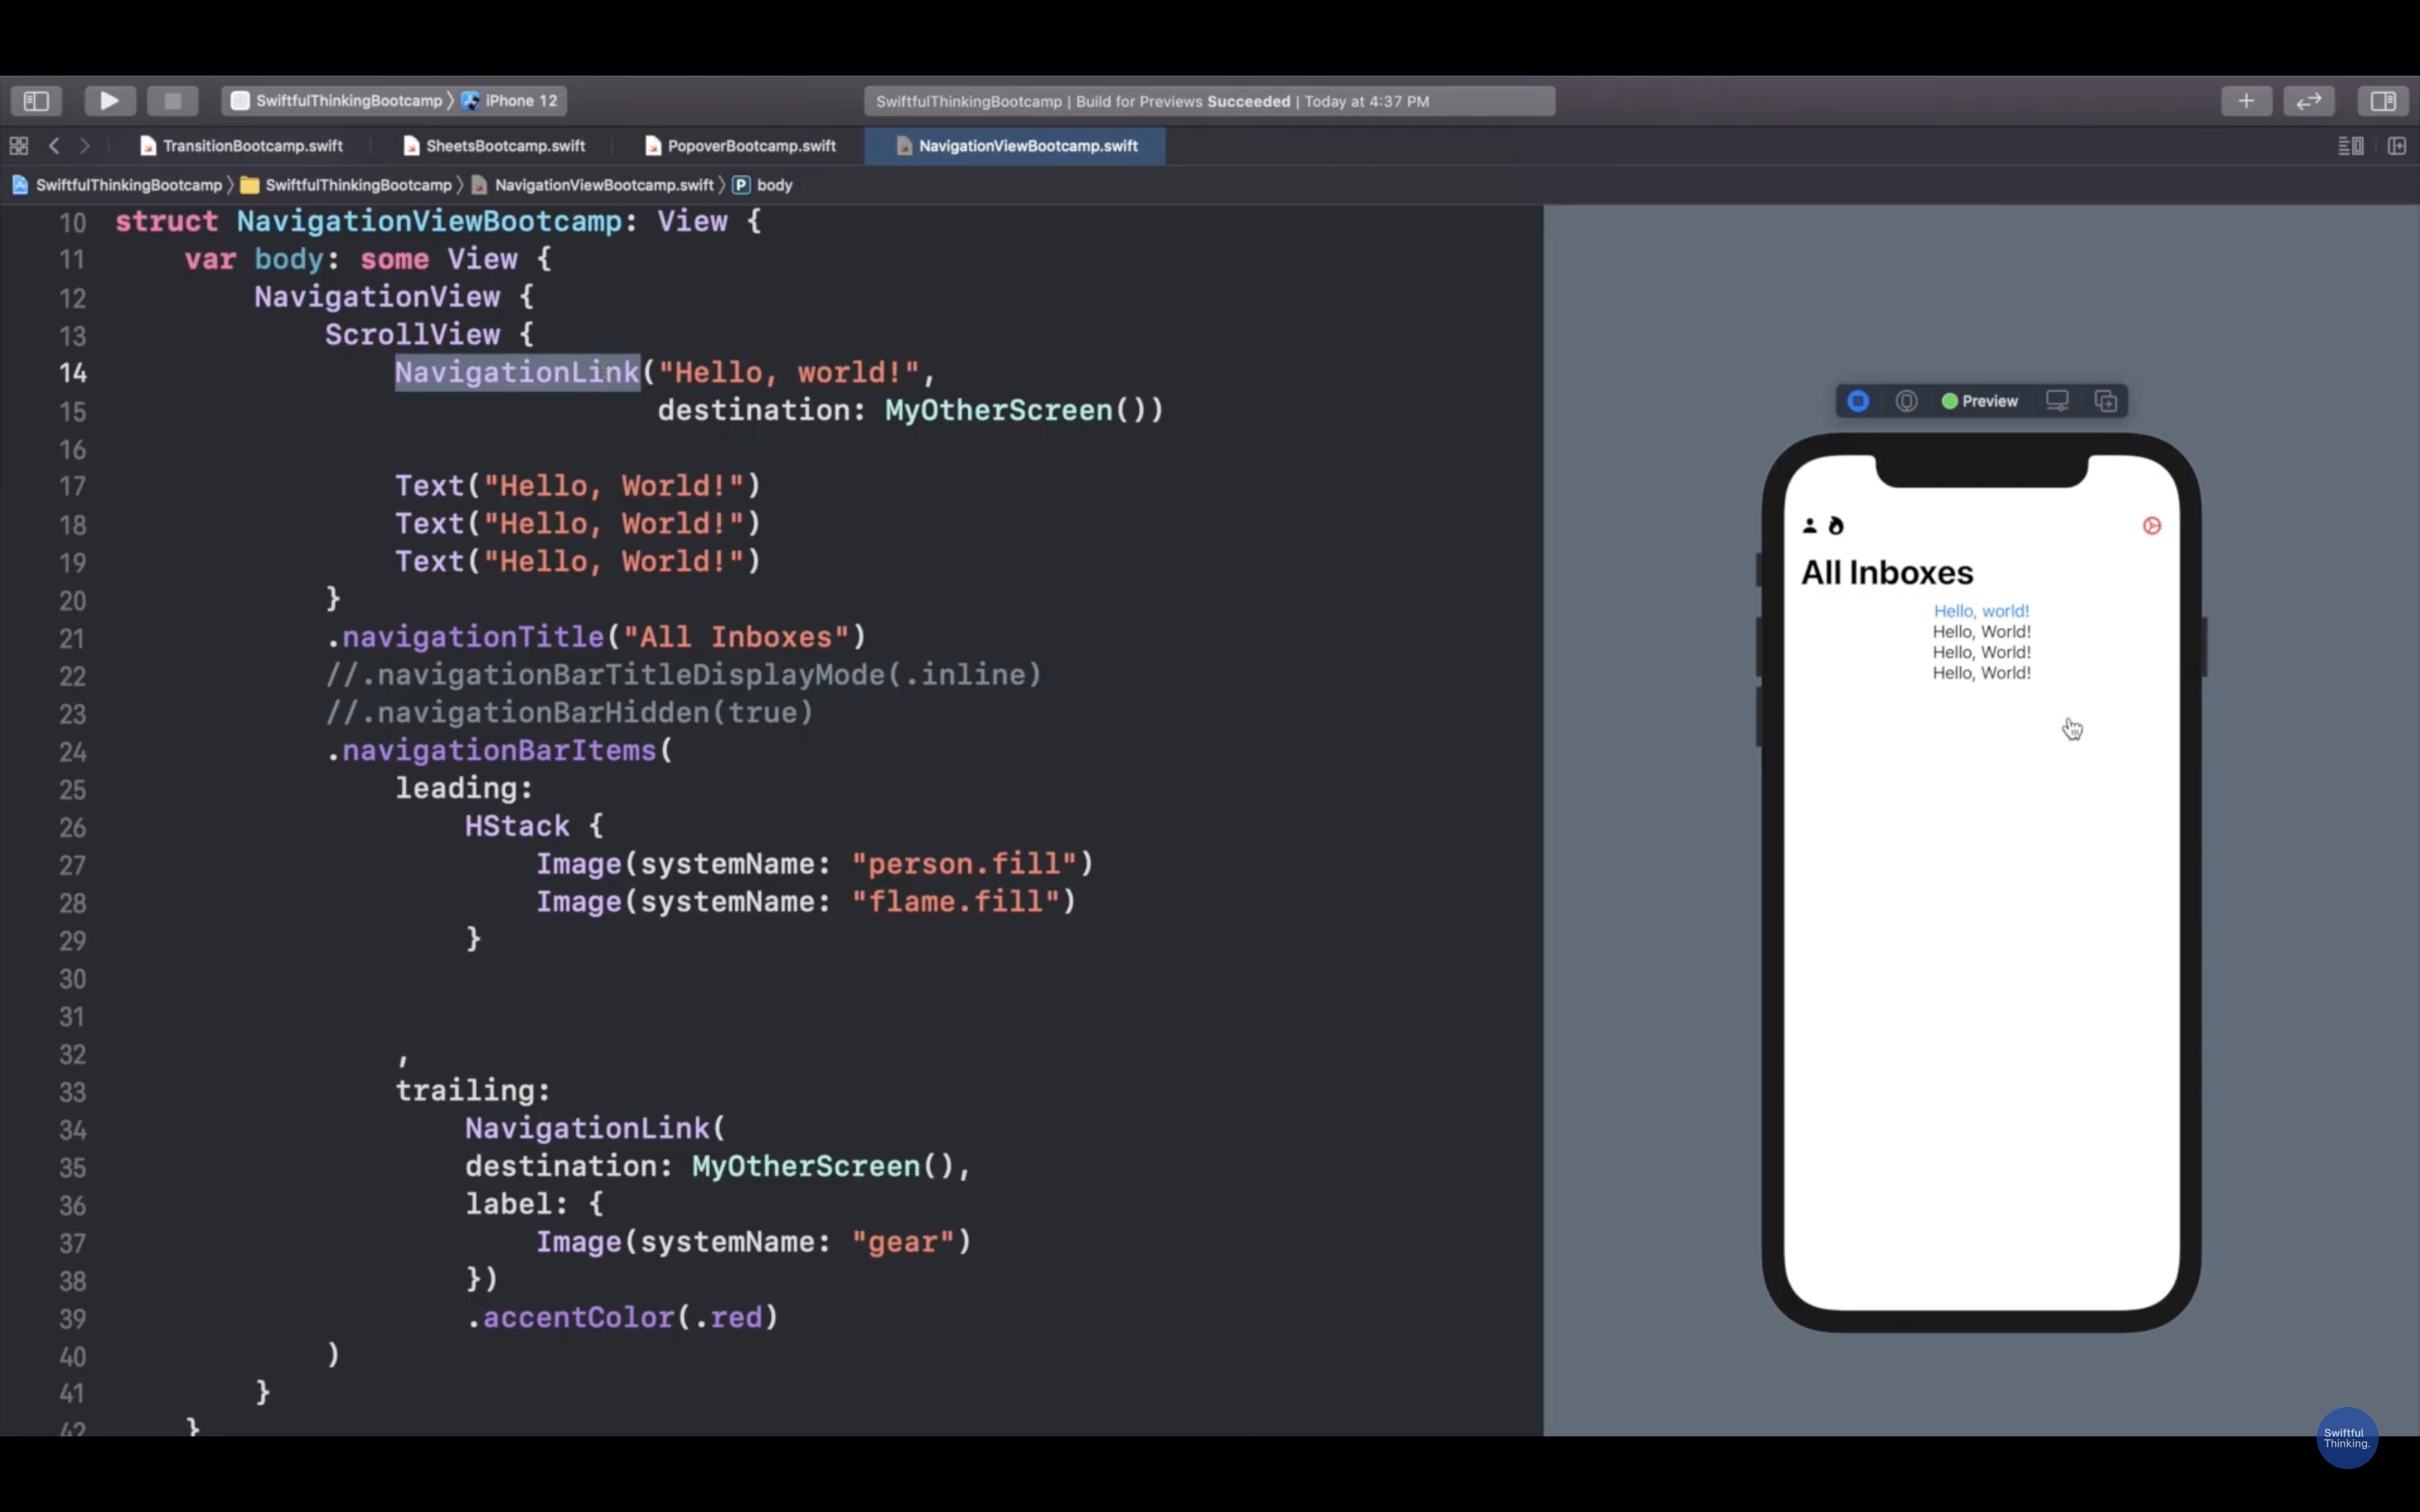 SwiftfulThinkingBootcamp 〉 iPhone 12
SwiftfulThinkingBootcamp | Build for Previews Succeeded | Today at 4:37 PM
TransitionBootcamp.swift
SheetsBootcamp.swift
PopoverBootcamp.swift
NavigationViewBootcamp.swift
SwiftfulThinkingBootcamp 〉 SwiftfulThinkingBootcamp 〉 NavigationViewBootcamp.swift 〉 P body
10 struct NavigationViewBootcamp: View {
11 var body: some View {
12 NavigationView {
13 ScrollView {
14 NavigationLink("Hello, world!",
15 destination: MyOtherScreen())
16
17 Text("Hello, World!")
18 Text("Hello, World!")
19 Text("Hello, World!")
20 }
21 .navigationTitle("All Inboxes")
22 //.navigationBarTitleDisplayMode(.inline)
23 //.navigationBarHidden(true)
24 .navigationBarItems(
25 leading:
26 HStack {
27 Image(systemName: "person.fill")
28 Image(systemName: "flame.fill")
29 }
30
31
32 ,
33 trailing:
34 NavigationLink(
35 destination: MyOtherScreen(),
36 label: {
37 Image(systemName: "gear")
38 })
39 .accentColor(.red)
40 )
41 }
42 }
Preview
All Inboxes
Hello, world!
Hello, World!
Hello, World!
Hello, World!
Swiftful
Thinking.